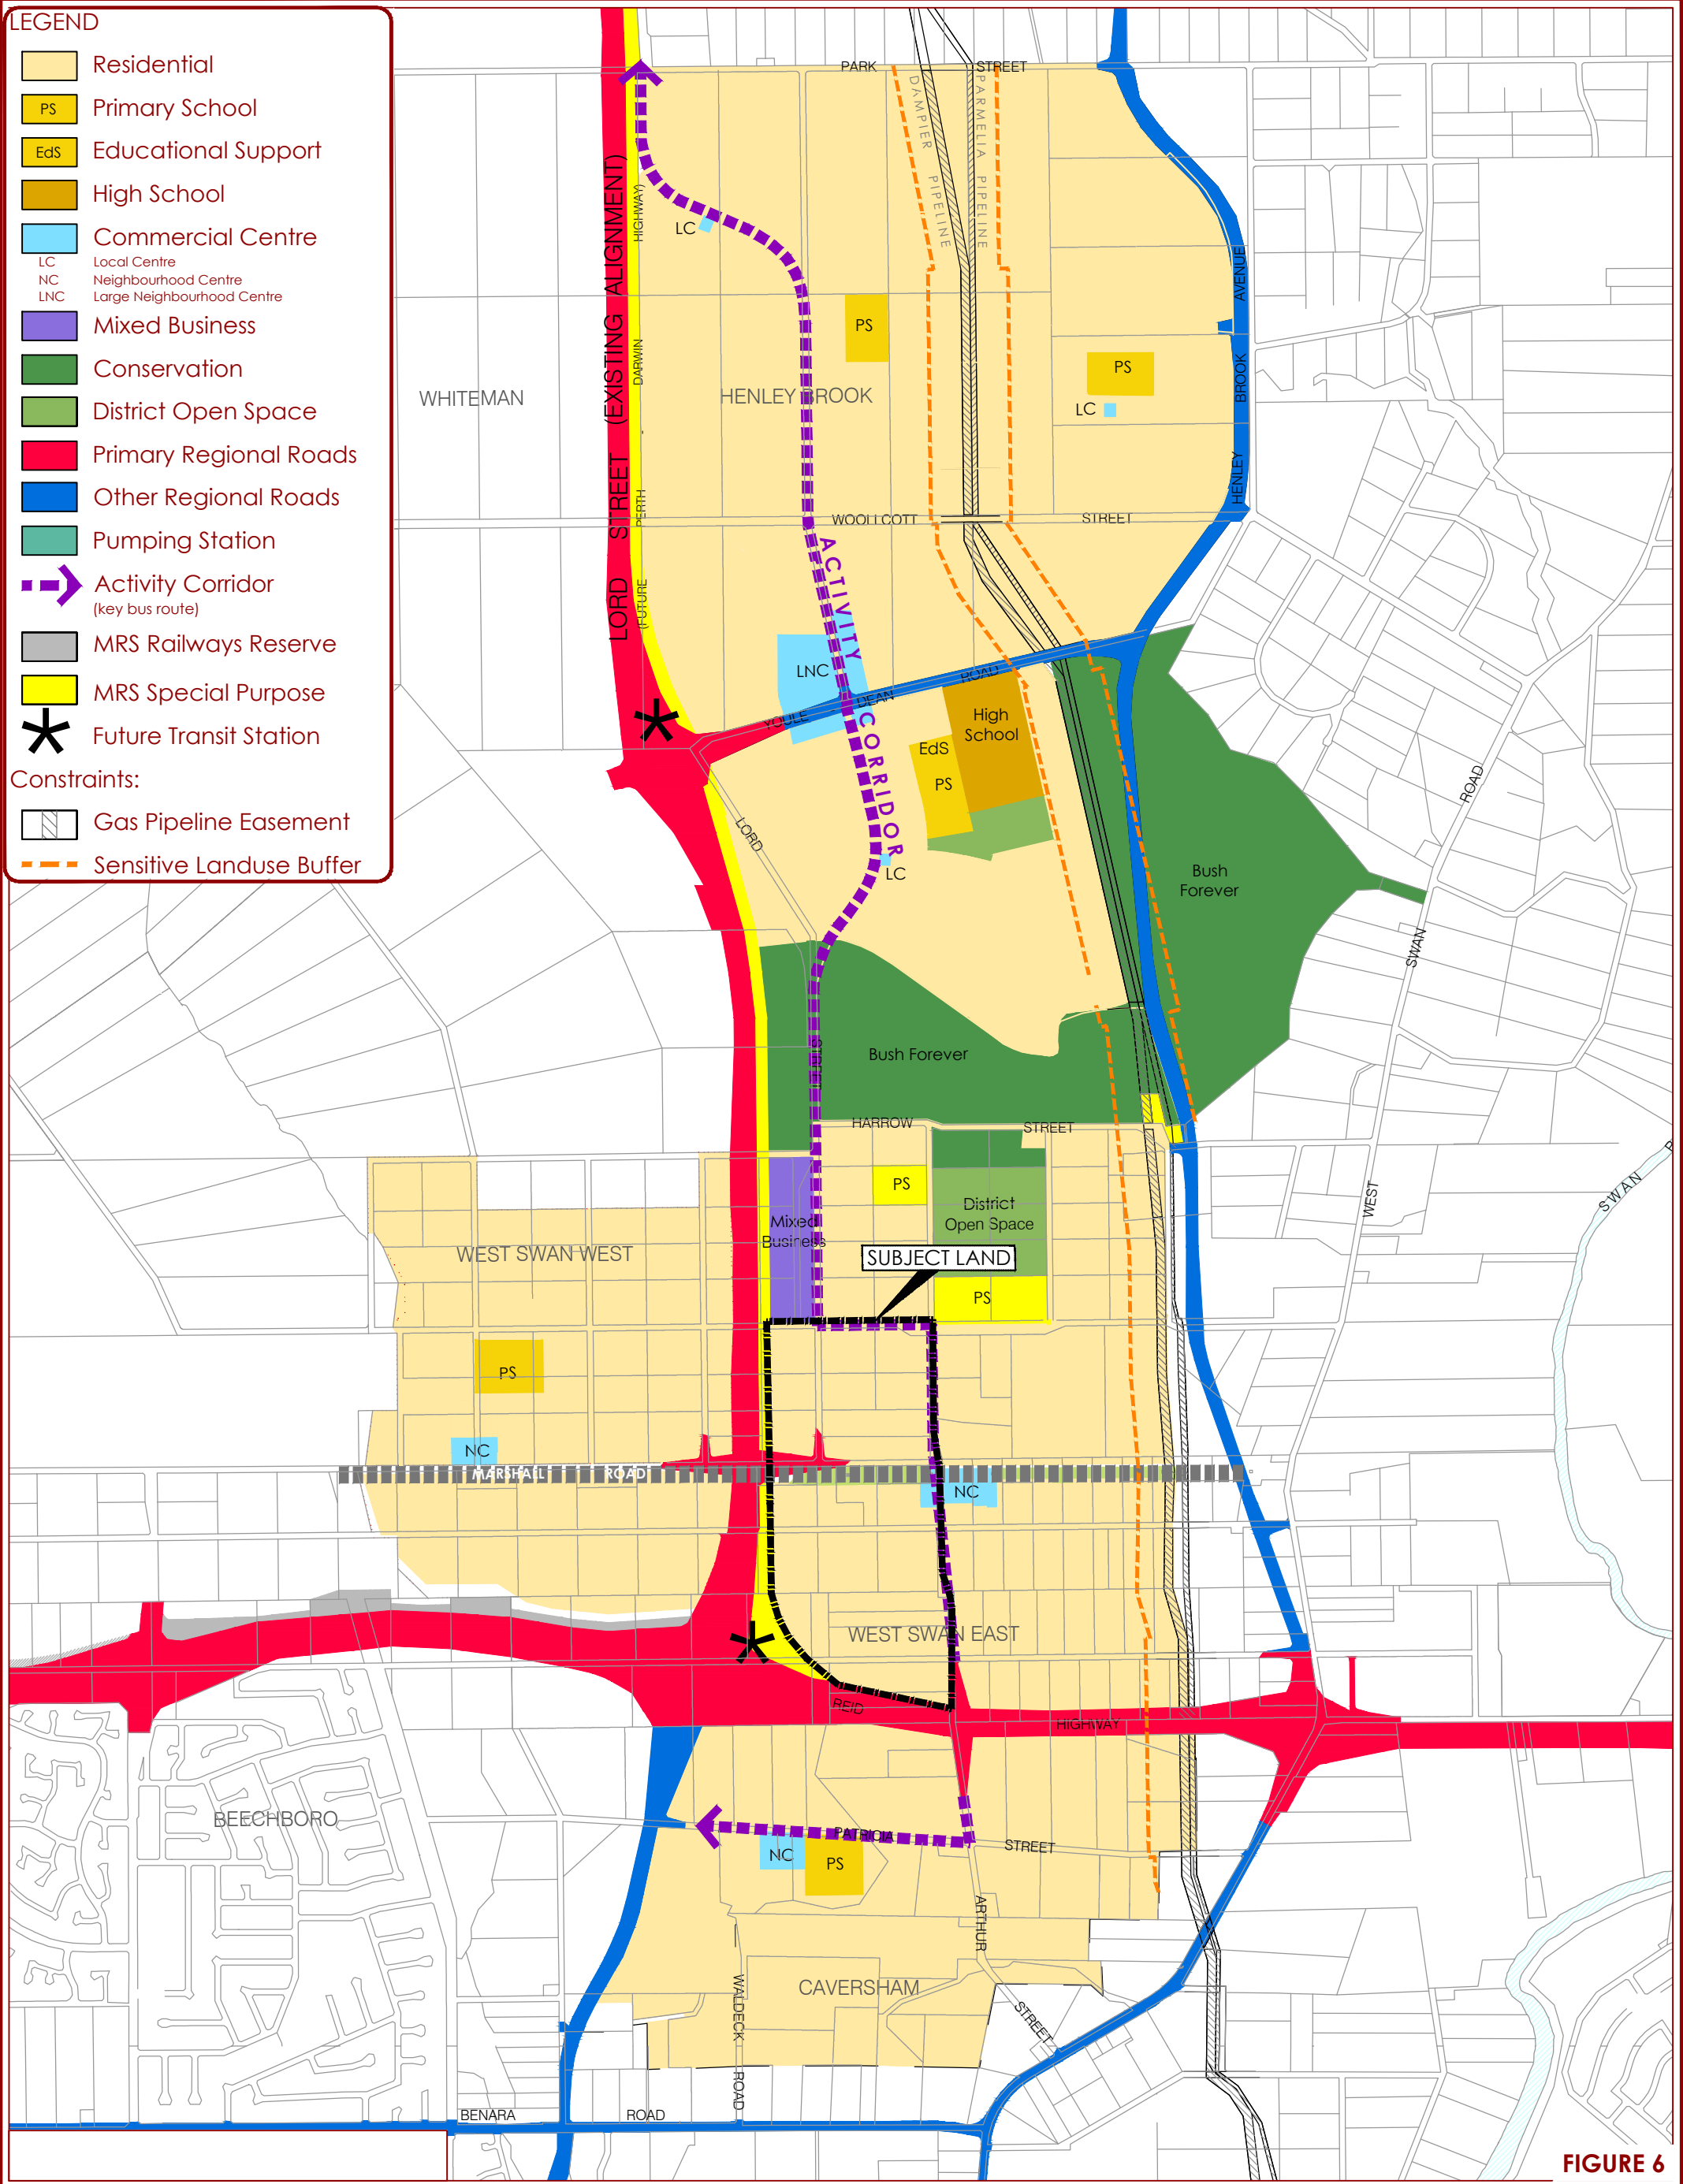 LEGEND
Residential
PS
Primary School
EdS
Educational Support
High School
Commercial Centre
LC
Local Centre
NC
Neighbourhood Centre
LNC
Large Neighbourhood Centre
Mixed Business
Conservation
District Open Space
Primary Regional Roads
Other Regional Roads
Pumping Station
Activity Corridor
(key bus route)
MRS Railways Reserve
MRS Special Purpose
Future Transit Station
Constraints:
Gas Pipeline Easement
Sensitive Landuse Buffer
PARK STREET
DAMPIER PIPELINE
PARMELIA PIPELINE
LORD STREET (EXISTING ALIGNMENT)
(FUTURE PERTH - DARWIN HIGHWAY)
LC
PS
PS
LC
WHITEMAN
HENLEY BROOK
HENLEY BROOK AVENUE
WOOLLCOTT STREET
ACTIVITY CORRIDOR
LNC
YOULE DEAN ROAD
High
School
EdS
PS
LC
LORD
STREET
Bush
Forever
Bush Forever
WEST SWAN ROAD
HARROW STREET
PS
District
Open Space
Mixed
Business
SUBJECT LAND
PS
WEST SWAN WEST
PS
NC
MARSHALL ROAD
NC
WEST SWAN EAST
REID HIGHWAY
BEECHBORO
PATRICIA STREET
NC
PS
ARTHUR STREET
CAVERSHAM
WALDECK ROAD
BENARA ROAD
SWAN
FIGURE 6